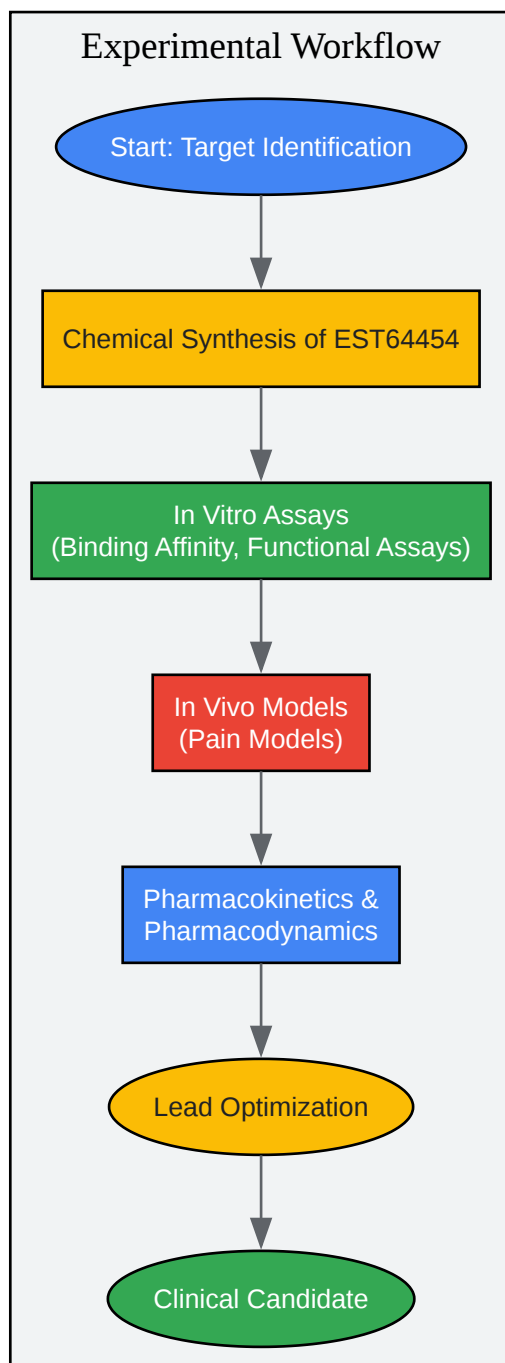 Experimental Workflow
Start: Target Identification
Chemical Synthesis of EST64454
In Vitro Assays
(Binding Affinity, Functional Assays)
In Vivo Models
(Pain Models)
Pharmacokinetics &
Pharmacodynamics
Lead Optimization
Clinical Candidate